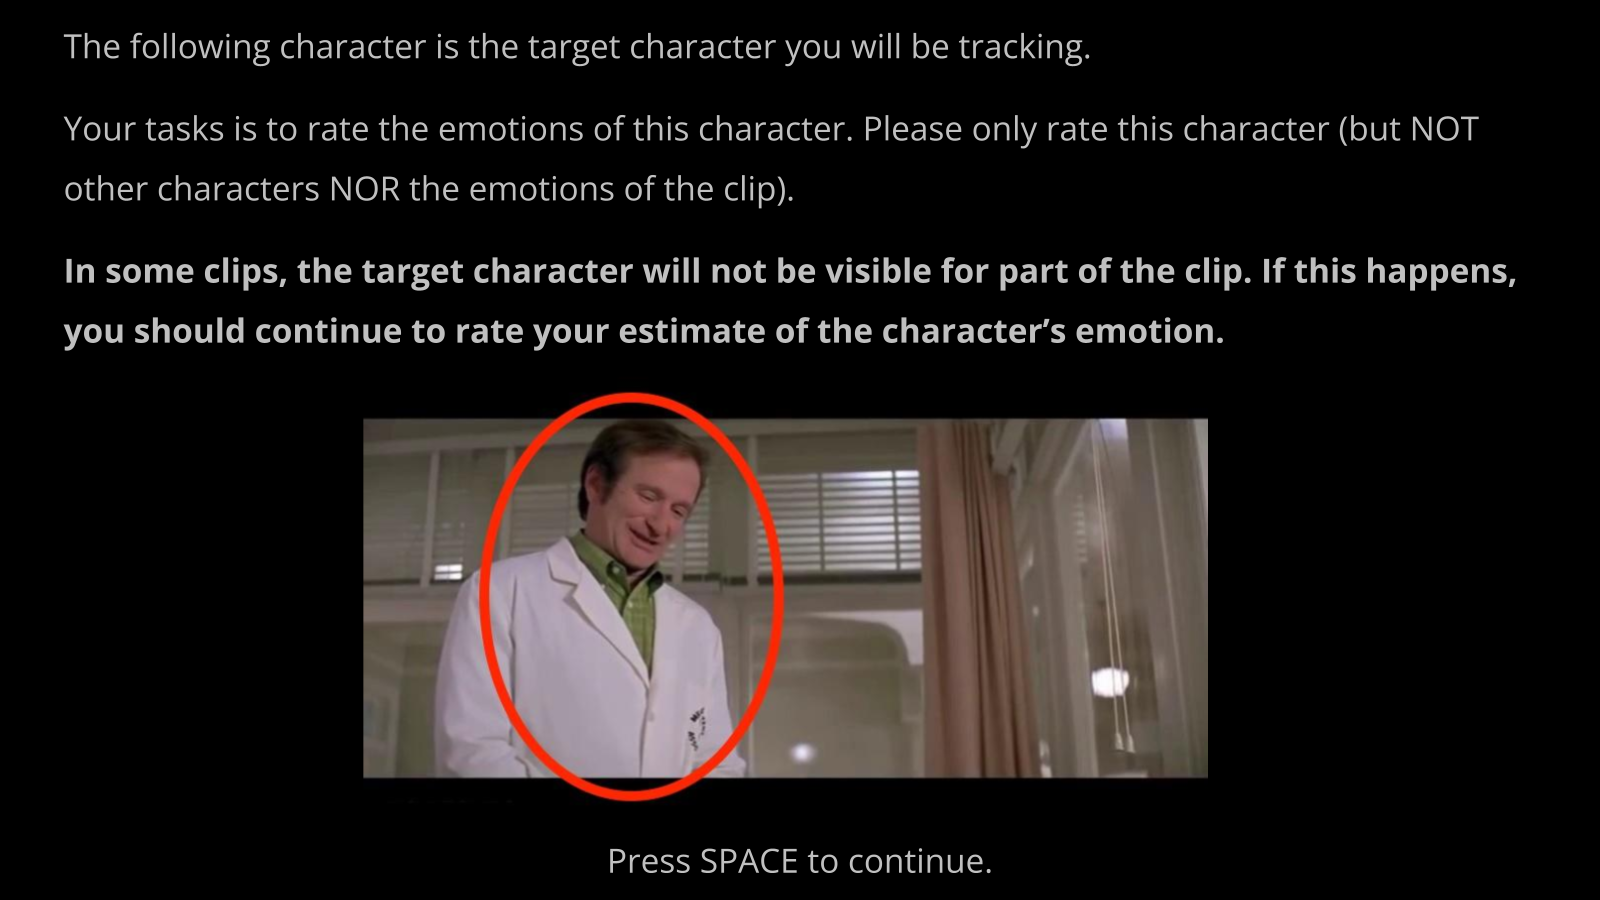 The following character is the target character you will be tracking.
Your tasks is to rate the emotions of this character. Please only rate this character (but NOT
other characters NOR the emotions of the clip).
In some clips, the target character will not be visible for part of the clip. If this happens,
you should continue to rate your estimate of the character’s emotion.
Press SPACE to continue.